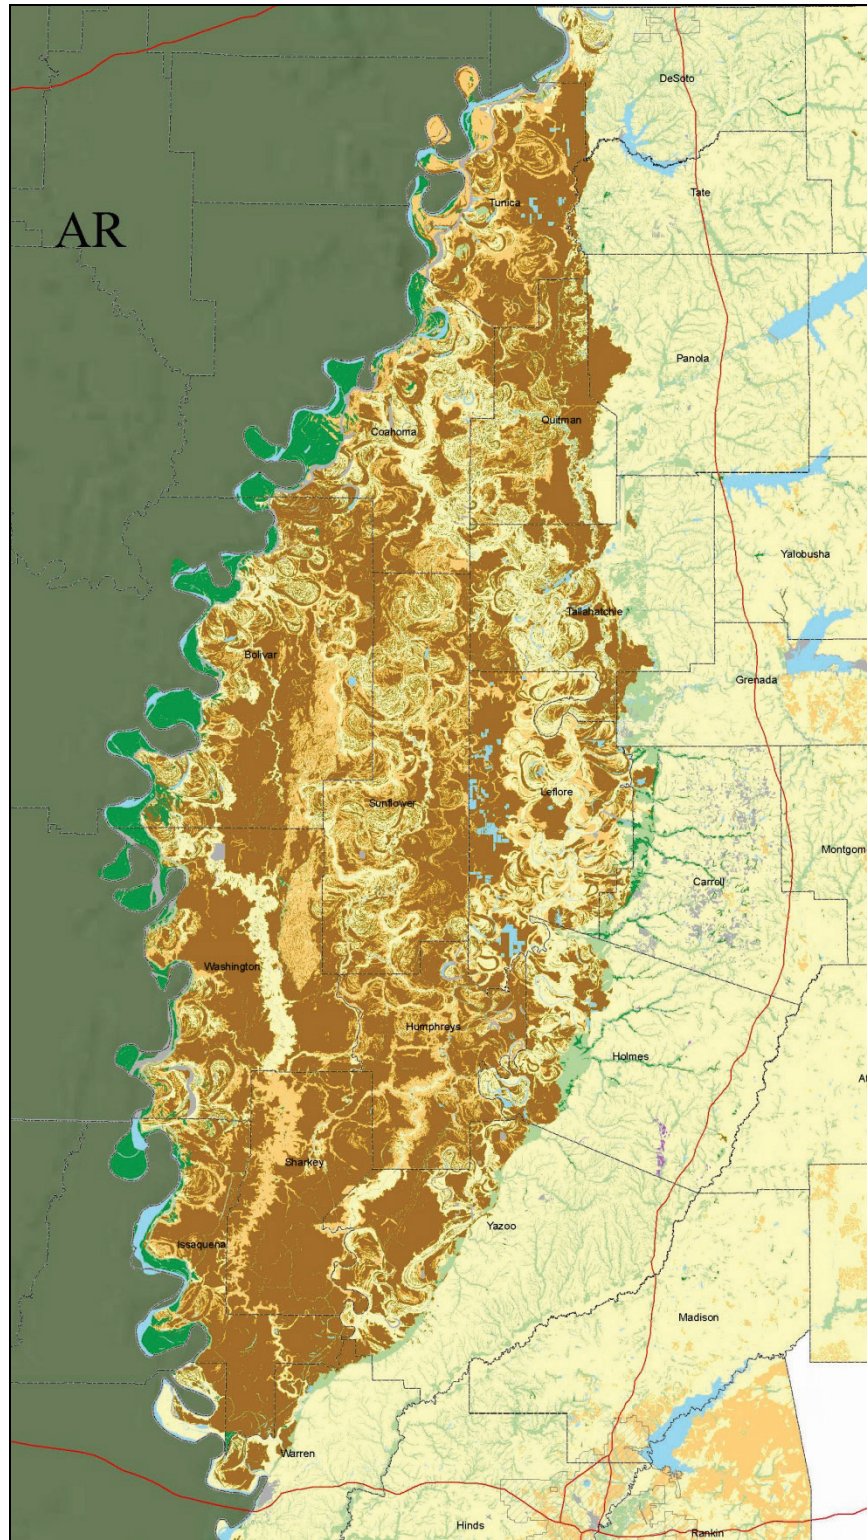 DeSoto
Tate
Tunica
AR
Panola
Quitman
Coahoma
Yalobusha
Tallahatchie
Bolivar
Grenada
Leflore
Sunflower
Montgom
Carroll
Washington
Humphreys
Holmes
Sharkey
Yazoo
Issaquena
Madison
Warren
Hinds
Rankin